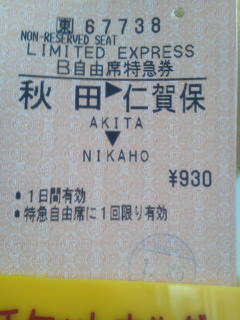 東 67738
NON-RESERVED SEAT
LIMITED EXPRESS
B自由席特急券
秋田▶仁賀保
AKITA
▼
NIKAHO
¥930
・1日間有効
・特急自由席に1回限り有効